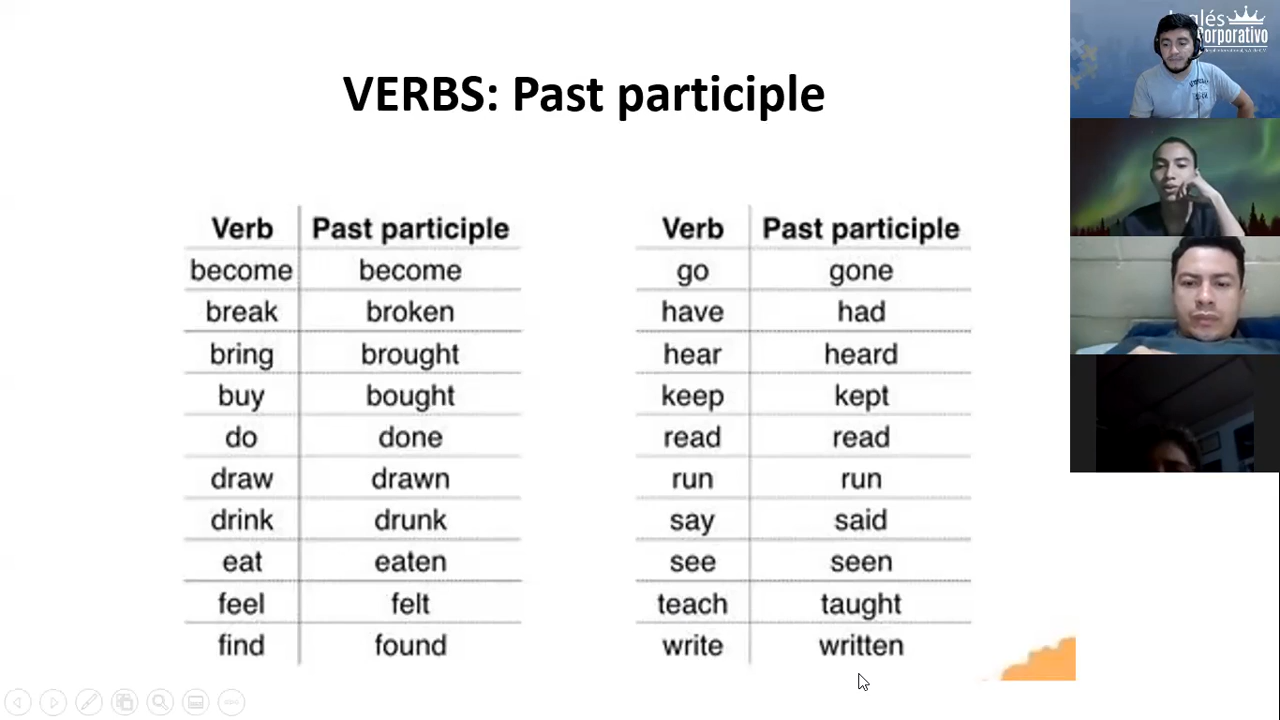 VERBS: Past participle
Verb Past participle
become become
break broken
bring brought
buy bought
do done
draw drawn
drink drunk
eat eaten
feel felt
find found
Verb Past participle
go gone
have had
hear heard
keep kept
read read
run run
say said
see seen
teach taught
write written
Inglés
Corporativo